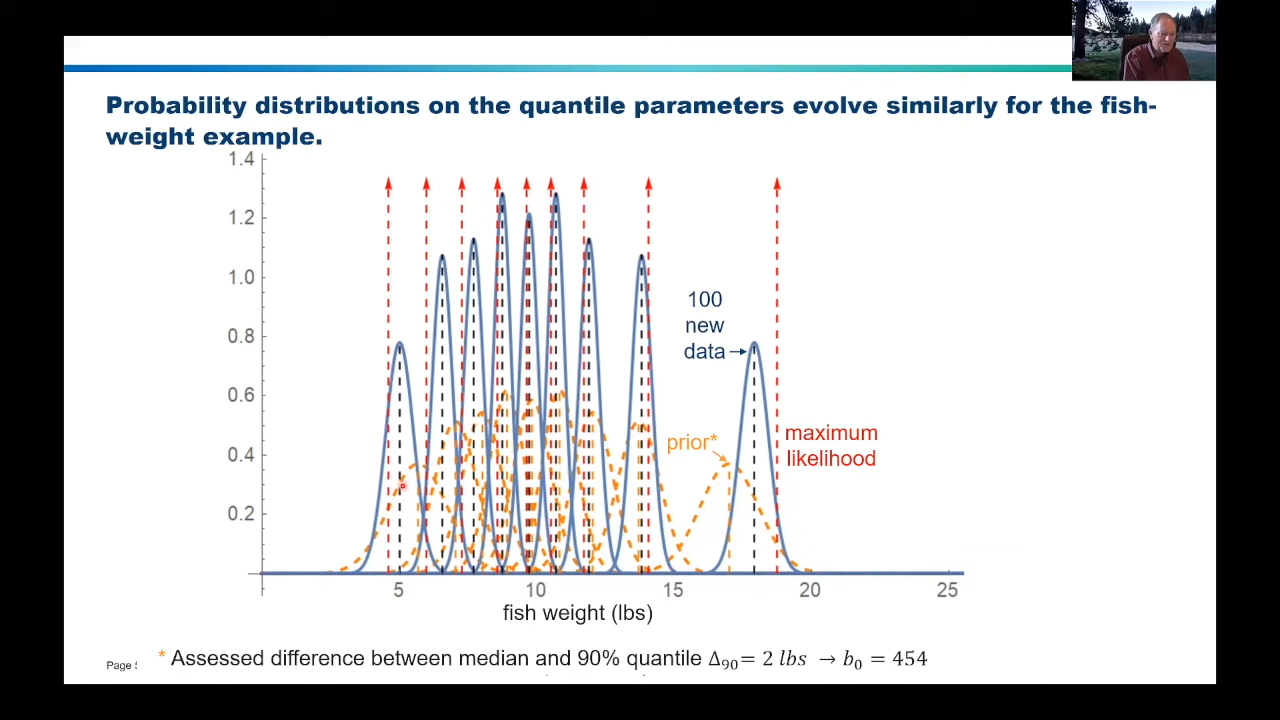 Probability distributions on the quantile parameters evolve similarly for the fish-
weight example.
1.4
1.2
1.0
0.8
0.6
0.4
0.2
100
new
data
prior*
maximum
likelihood
5 10 15 20 25
fish weight (lbs)
* Assessed difference between median and 90% quantile Δ₉₀= 2 lbs → b₀ = 454
Page